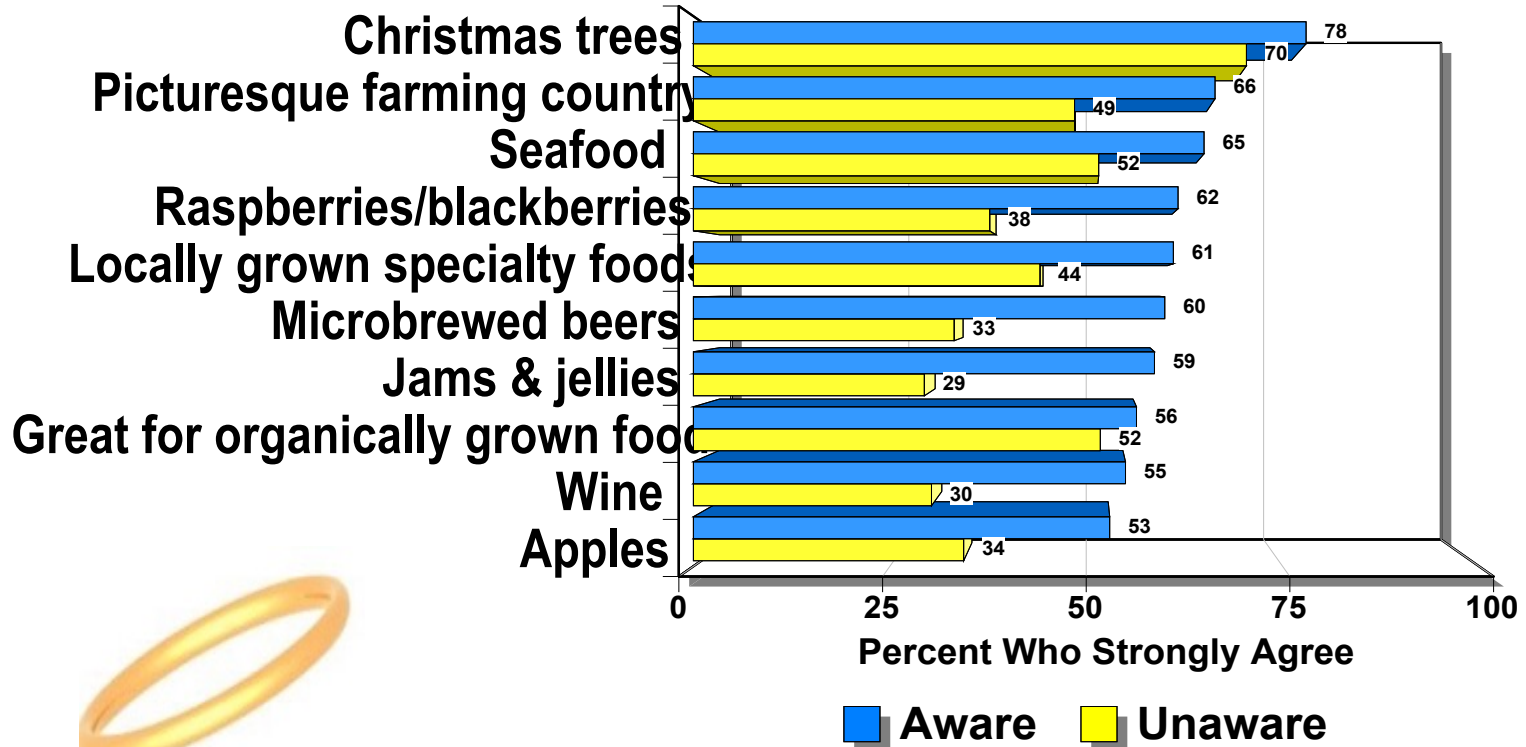 Christmas trees 78 70
Picturesque farming country 66 49
Seafood 65 52
Raspberries/blackberries 62 38
Locally grown specialty foods 61 44
Microbrewed beers 60 33
Jams & jellies 59 29
Great for organically grown food 56 52
Wine 55 30
Apples 53 34
0 25 50 75 100
Percent Who Strongly Agree
Aware Unaware